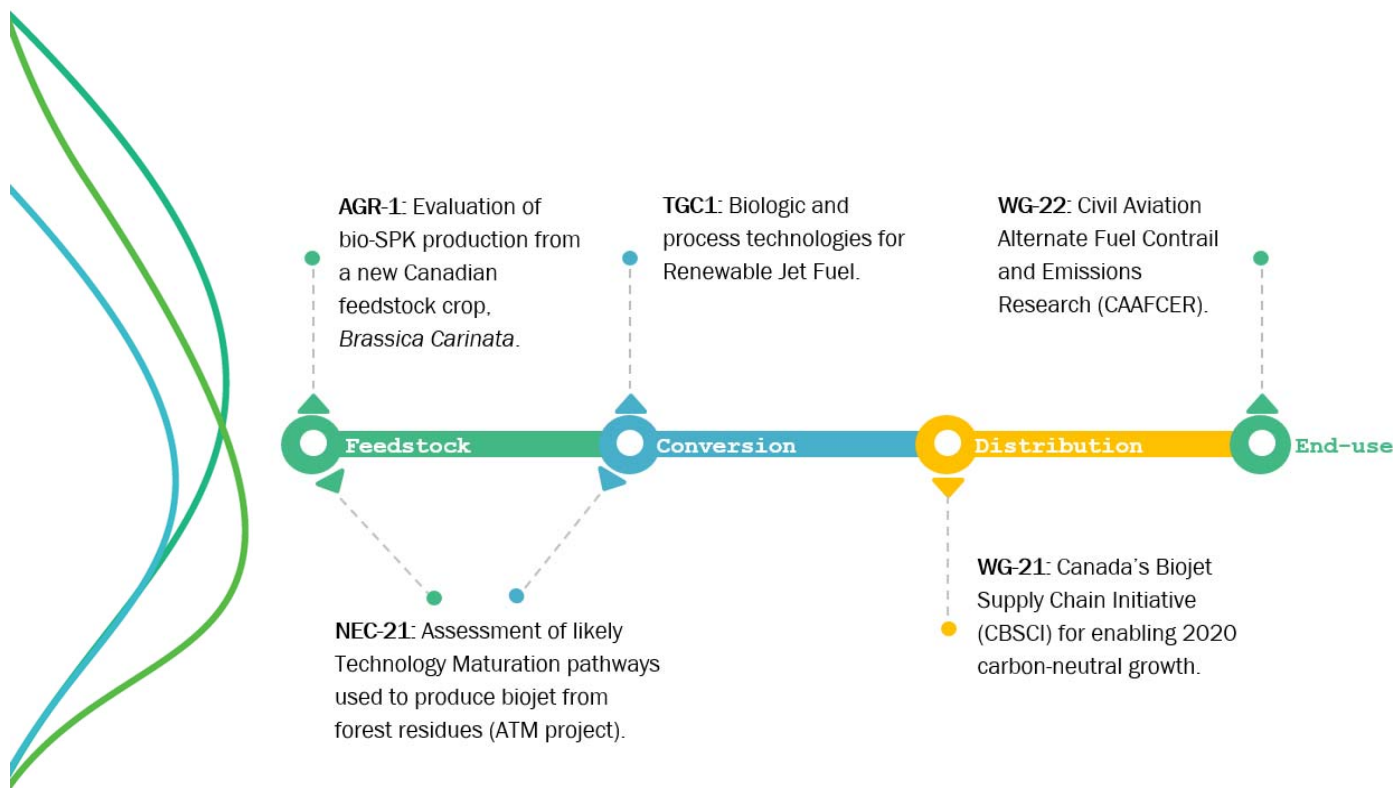 AGR-1: Evaluation of
bio-SPK production from
a new Canadian
feedstock crop,
Brassica Carinata.
TGC1: Biologic and
process technologies for
Renewable Jet Fuel.
WG-22: Civil Aviation
Alternate Fuel Contrail
and Emissions
Research (CAAFCER).
Feedstock
Conversion
Distribution
End-use
NEC-21: Assessment of likely
Technology Maturation pathways
used to produce biojet from
forest residues (ATM project).
WG-21: Canada's Biojet
Supply Chain Initiative
(CBSCI) for enabling 2020
carbon-neutral growth.